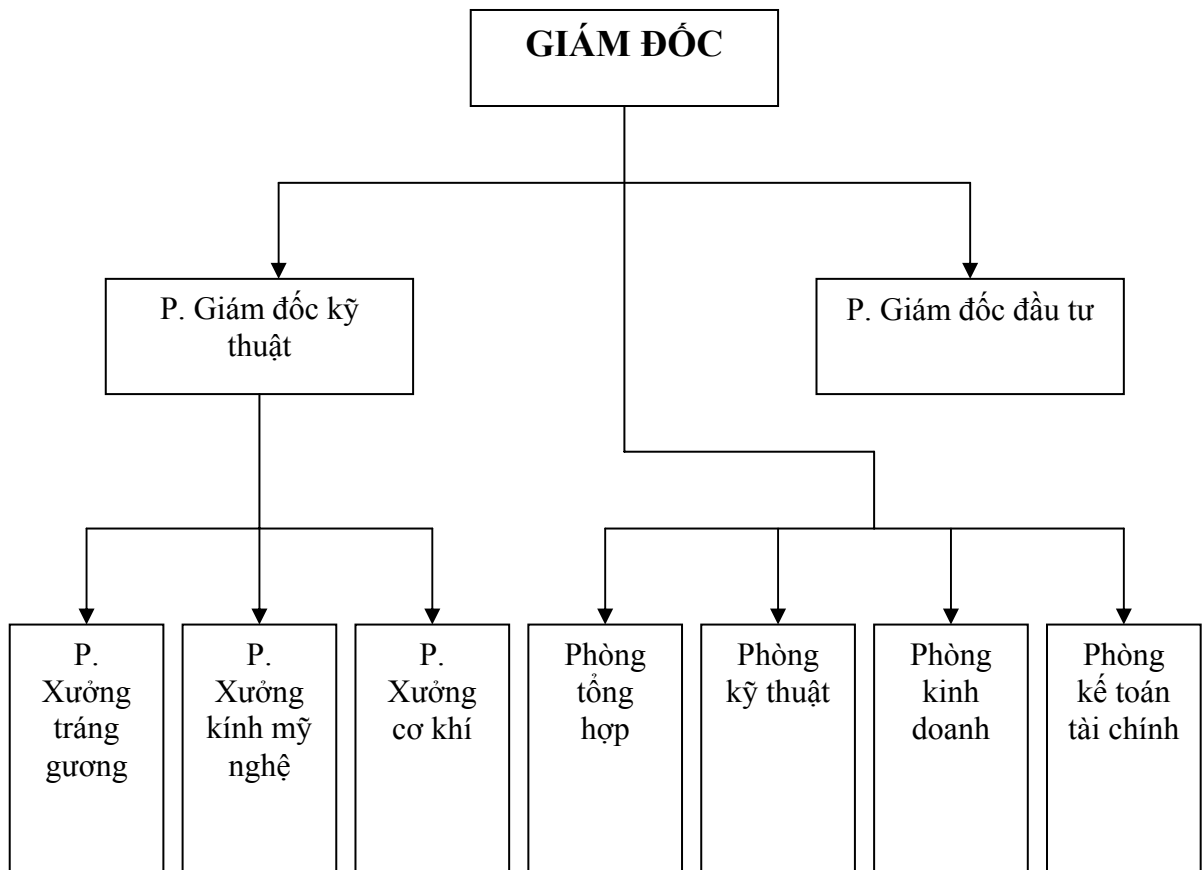 GIÁM ĐỐC
P. Giám đốc kỹ
thuật
P. Giám đốc đầu tư
P.
Xưởng
tráng
gương
P.
Xưởng
kính mỹ
nghệ
P.
Xưởng
cơ khí
Phòng
tổng
hợp
Phòng
kỹ thuật
Phòng
kinh
doanh
Phòng
kế toán
tài chính